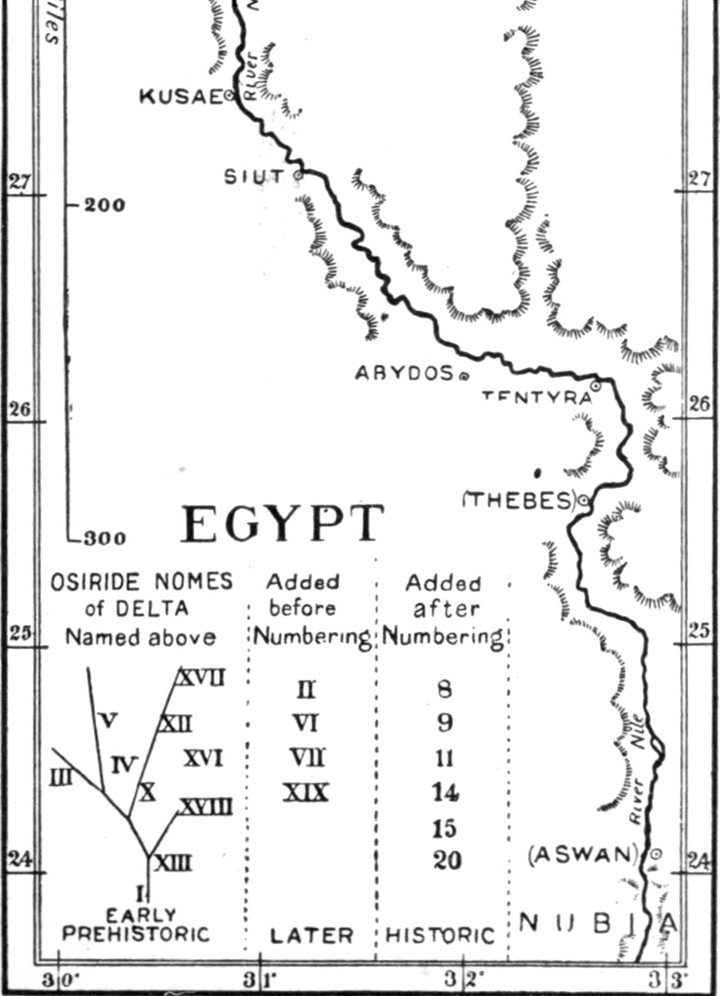 iles
N
River
KUSAE
SIUT
27
27
200
ABYDOS
TENTYRA
26
26
(THEBES)
300
EGYPT
OSIRIDE NOMES
of DELTA
Named above
Added
before
Numbering
Added
after
Numbering
25
25
XVII
V
XII
IV
XVI
III
X
XVIII
XIII
I
II
VI
VII
XIX
8
9
11
14
15
20
River Nile
24
24
(ASWAN)
EARLY
PREHISTORIC
LATER
HISTORIC
NUBIA
30°
31°
32°
33°